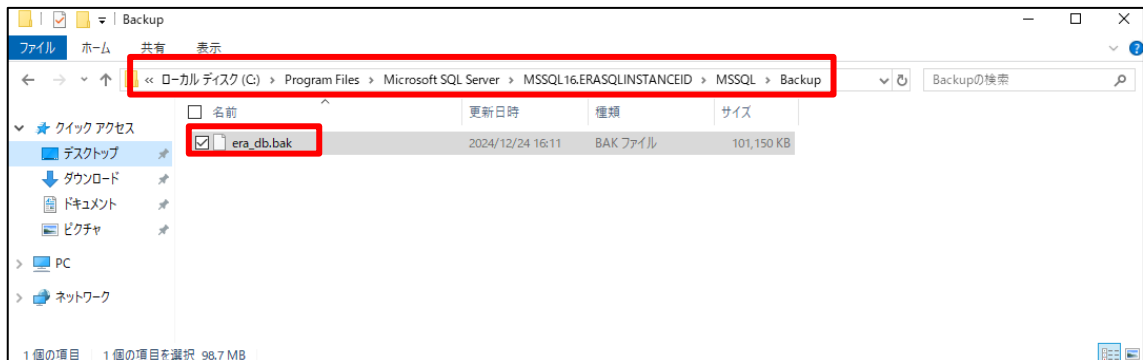 Backup
ファイル ホーム 共有 表示
« ローカル ディスク (C:) > Program Files > Microsoft SQL Server > MSSQL16.ERASQLINSTANCEID > MSSQL > Backup
Backupの検索
名前 更新日時 種類 サイズ
クイック アクセス
era_db.bak 2024/12/24 16:11 BAK ファイル 101,150 KB
デスクトップ
ダウンロード
ドキュメント
ピクチャ
PC
ネットワーク
1 個の項目 1 個の項目を選択 98.7 MB